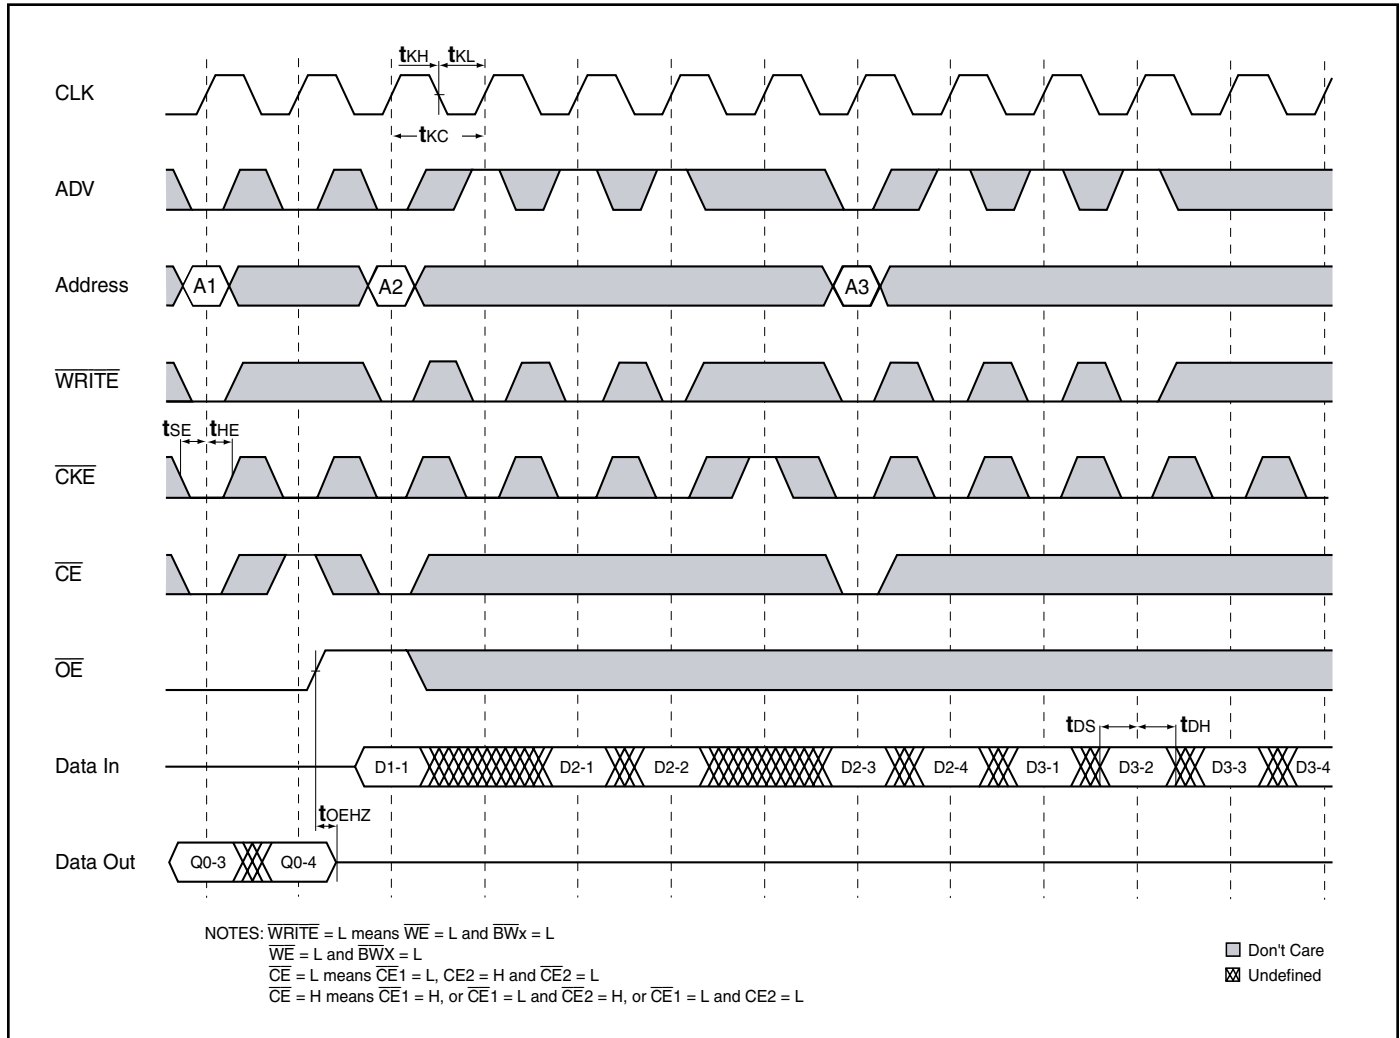 tKH tKL
CLK
tKC
ADV
Address A1 A2 A3
WRITE
tSE tHE
CKE
CE
OE
tDS tDH
Data In D1-1 D2-1 D2-2 D2-3 D2-4 D3-1 D3-2 D3-3 D3-4
tOEHZ
Data Out Q0-3 Q0-4
NOTES: WRITE = L means WE = L and BWx = L
WE = L and BWX = L
CE = L means CE1 = L, CE2 = H and CE2 = L
CE = H means CE1 = H, or CE1 = L and CE2 = H, or CE1 = L and CE2 = L
Don't Care
Undefined